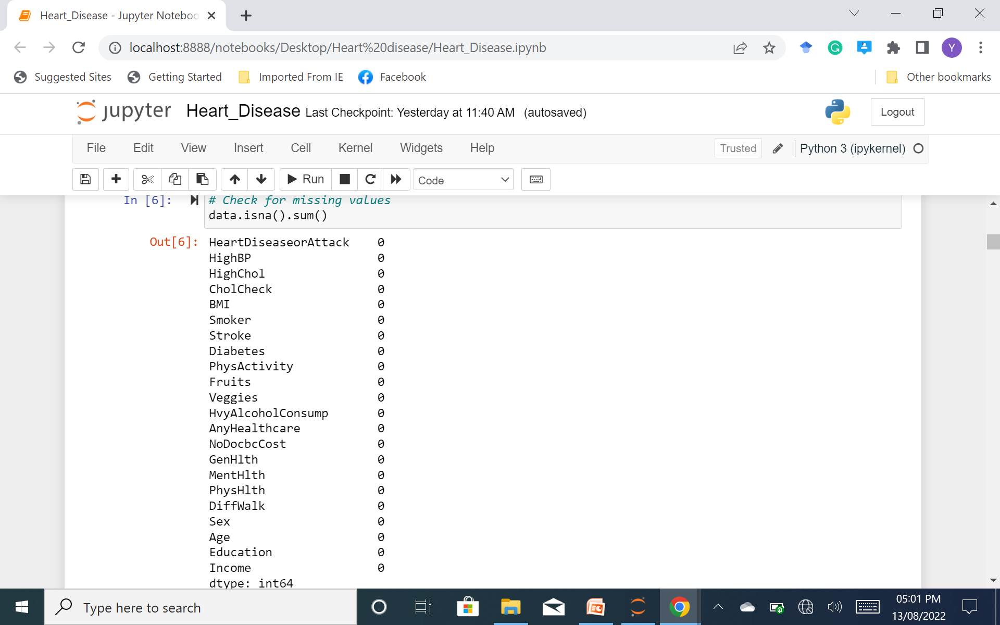 Heart_Disease - Jupyter Noteboo
localhost:8888/notebooks/Desktop/Heart%20disease/Heart_Disease.ipynb
Y
Suggested Sites Getting Started Imported From IE Facebook Other bookmarks
jupyter Heart_Disease Last Checkpoint: Yesterday at 11:40 AM (autosaved) Logout
File Edit View Insert Cell Kernel Widgets Help Trusted Python 3 (ipykernel)
Run Code
In [6]: # Check for missing values
data.isna().sum()
Out[6]: HeartDiseaseorAttack 0
HighBP 0
HighChol 0
CholCheck 0
BMI 0
Smoker 0
Stroke 0
Diabetes 0
PhysActivity 0
Fruits 0
Veggies 0
HvyAlcoholConsump 0
AnyHealthcare 0
NoDocbcCost 0
GenHlth 0
MentHlth 0
PhysHlth 0
DiffWalk 0
Sex 0
Age 0
Education 0
Income 0
dtype: int64
Type here to search
05:01 PM
13/08/2022